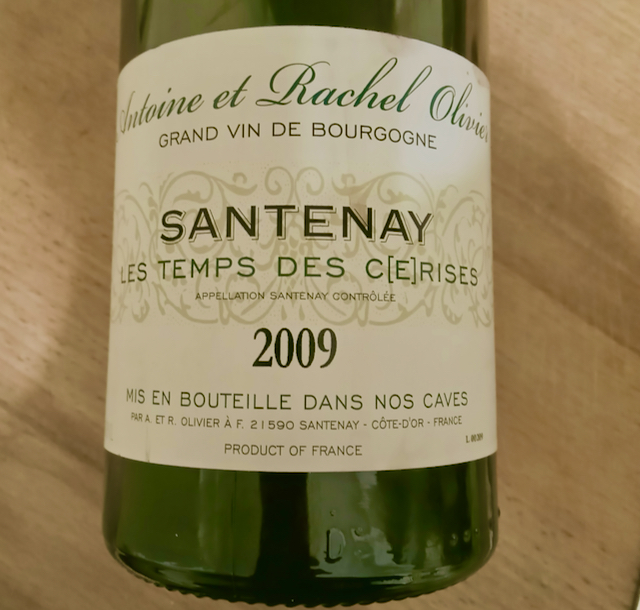 Antoine et Rachel Olivier
GRAND VIN DE BOURGOGNE
SANTENAY
LES TEMPS DES C[E]RISES
APPELLATION SANTENAY CONTRÔLÉE
2009
MIS EN BOUTEILLE DANS NOS CAVES
PAR A. ET R. OLIVIER À F. 21590 SANTENAY - CÔTE-D'OR - FRANCE
PRODUCT OF FRANCE